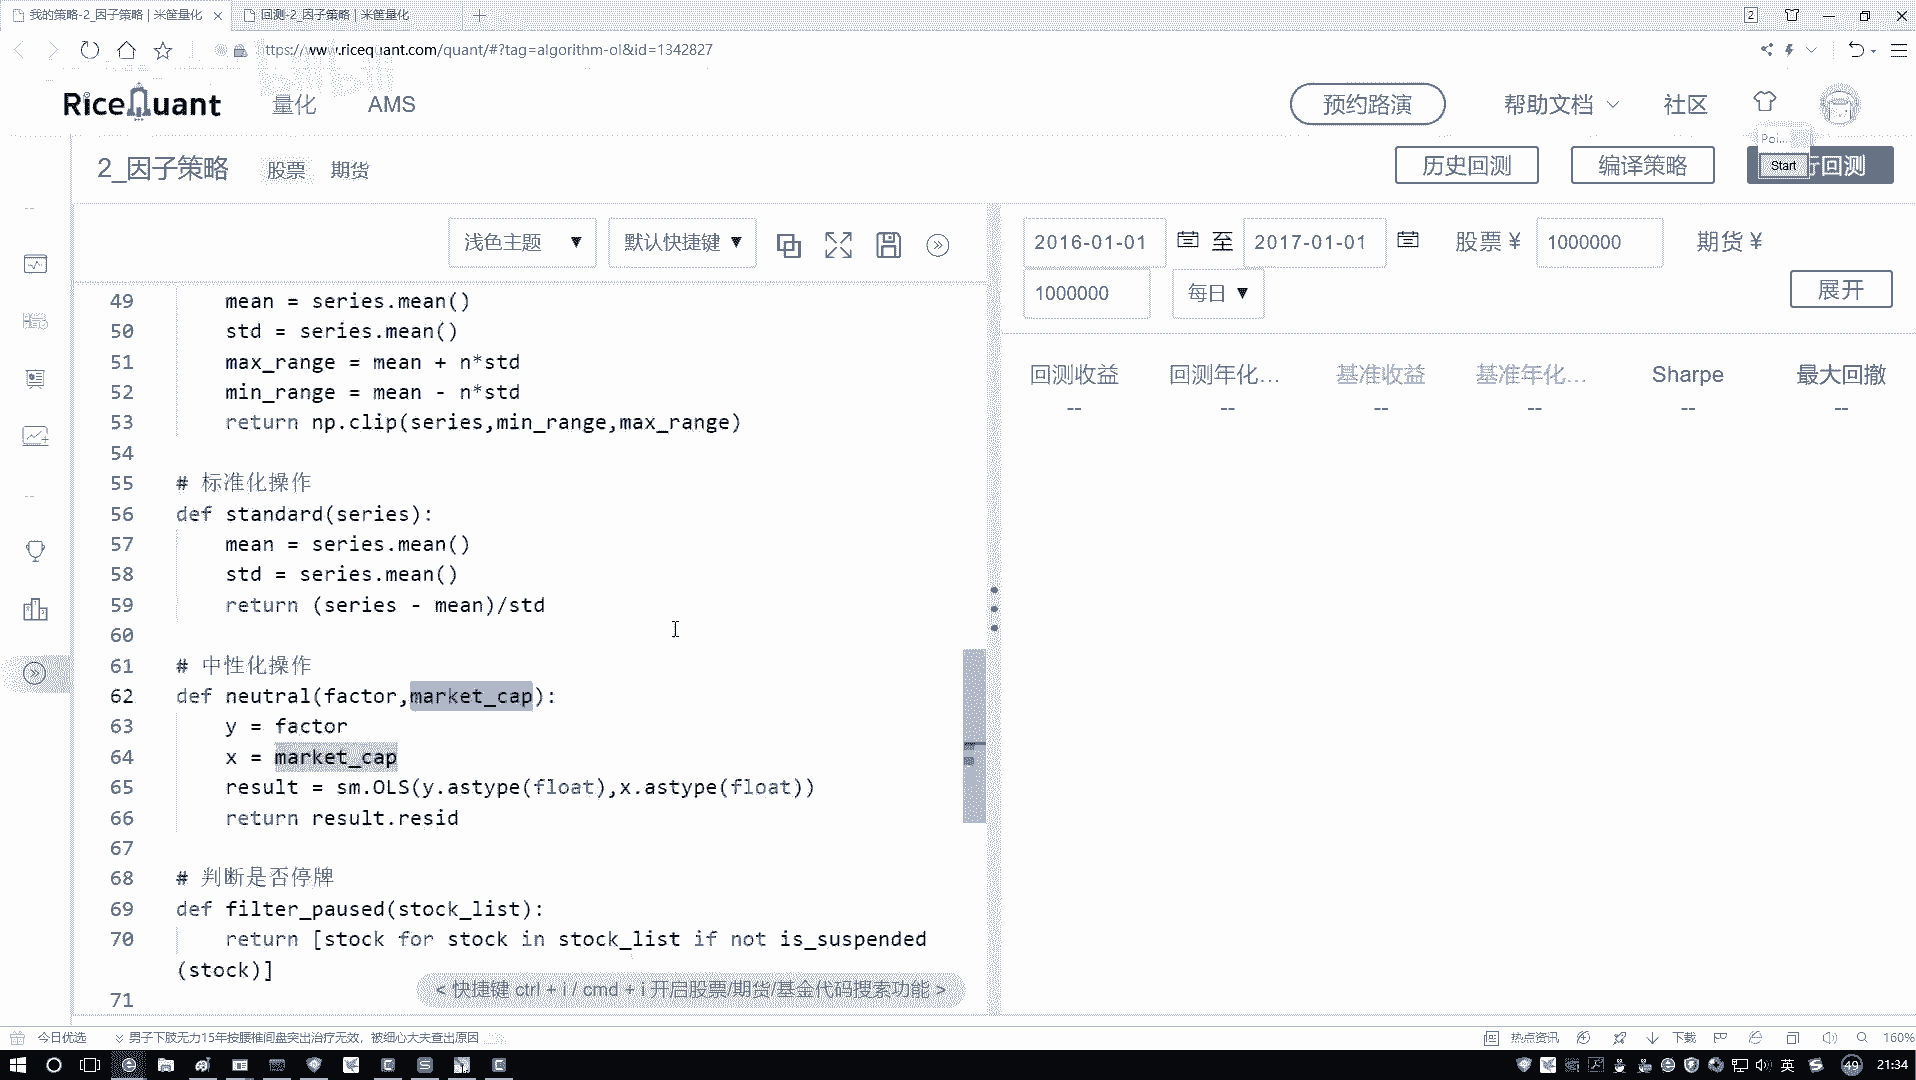 我的策略-2_因子策略 | 米筐量化
回测-2_因子策略 | 米筐量化
2
https://www.ricequant.com/quant/#?tag=algorithm-ol&id=1342827
RiceQuant
量化
AMS
预约路演
帮助文档
社区
Poi...
2_因子策略
股票
期货
历史回测
编译策略
Start
行回测
浅色主题 ▼
默认快捷键 ▼
2016-01-01
至
2017-01-01
股票 ¥
1000000
期货 ¥
1000000
每日 ▼
展开
49 mean = series.mean()
50 std = series.mean()
51 max_range = mean + n*std
52 min_range = mean - n*std
53 return np.clip(series,min_range,max_range)
54
55 # 标准化操作
56 def standard(series):
57 mean = series.mean()
58 std = series.mean()
59 return (series - mean)/std
60
61 # 中性化操作
62 def neutral(factor,market_cap):
63 y = factor
64 x = market_cap
65 result = sm.OLS(y.astype(float),x.astype(float))
66 return result.resid
67
68 # 判断是否停牌
69 def filter_paused(stock_list):
70 return [stock for stock in stock_list if not is_suspended
(stock)]
71
< 快捷键 ctrl + i / cmd + i 开启股票/期货/基金代码搜索功能 >
回测收益 回测年化... 基准收益 基准年化... Sharpe 最大回撤
-- -- -- -- -- --
今日优选
男子下肢无力15年按腰椎间盘突出治疗无效，被细心大夫查出原因
热点资讯
下载
160%
英
49
21:34